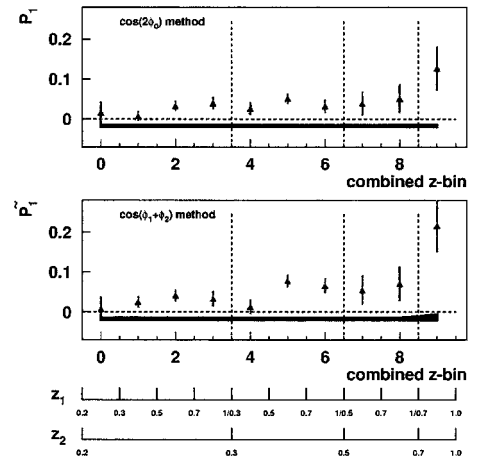 P₁
cos(2ϕ₀) method
0.2
0.1
0
0 2 4 6 8
combined z-bin
P̃₁
cos(ϕ₁+ϕ₂) method
0.2
0.1
0
0 2 4 6 8
combined z-bin
z₁
0.2 0.3 0.5 0.7 1/0.3 0.5 0.7 1/0.5 0.7 1/0.7 1.0
z₂
0.2 0.3 0.5 0.7 1.0